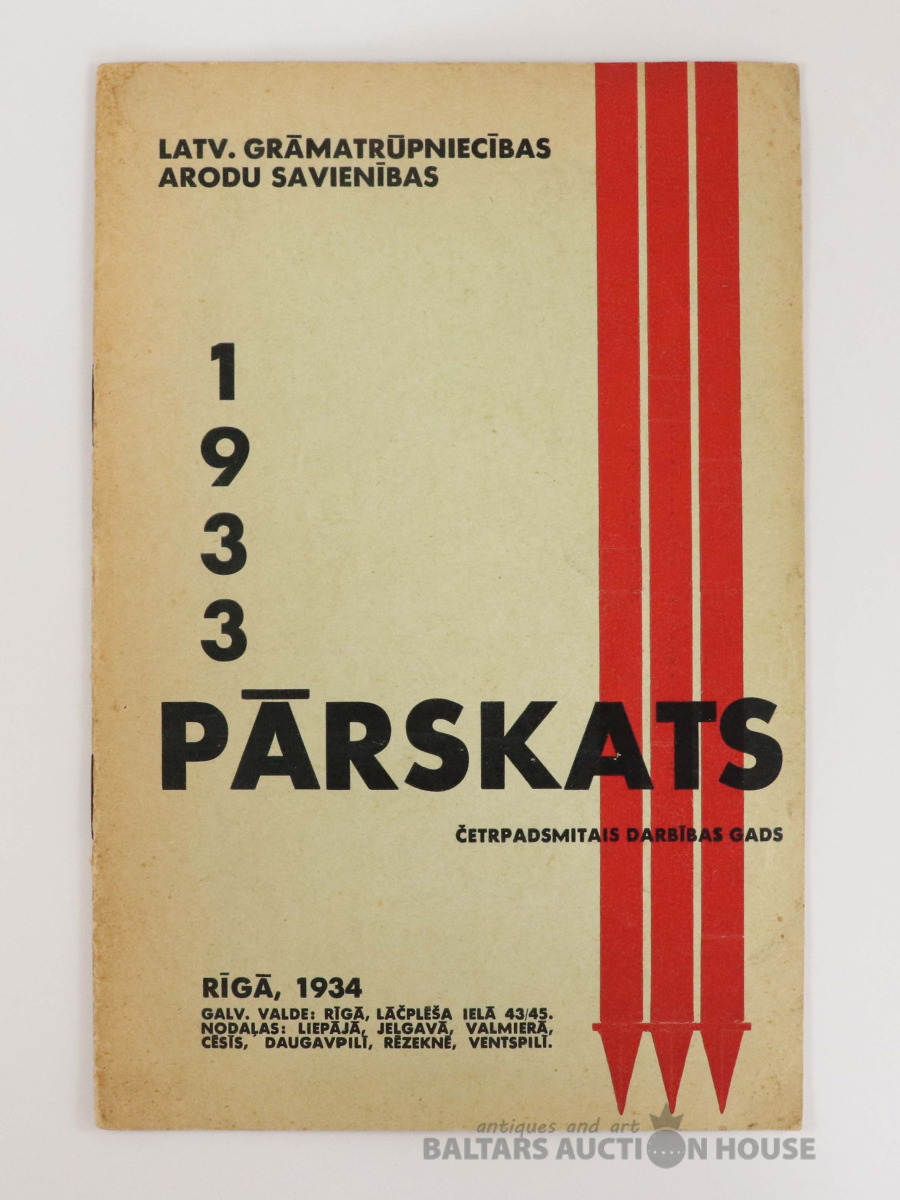 LATV. GRĀMATRŪPNIECĪBAS
ARODU SAVIENĪBAS
1
9
3
3
PĀRSKATS
ČETRPADSMITAIS DARBĪBAS GADS
RĪGĀ, 1934
GALV. VALDE: RĪGĀ, LĀČPLĒŠA IELĀ 43/45.
NODAĻAS: LIEPĀJĀ, JELGAVĀ, VALMIERĀ,
CĒSĪS, DAUGAVPILĪ, RĒZEKNĒ, VENTSPILĪ.
antiques and art
BALTARS AUCTION HOUSE